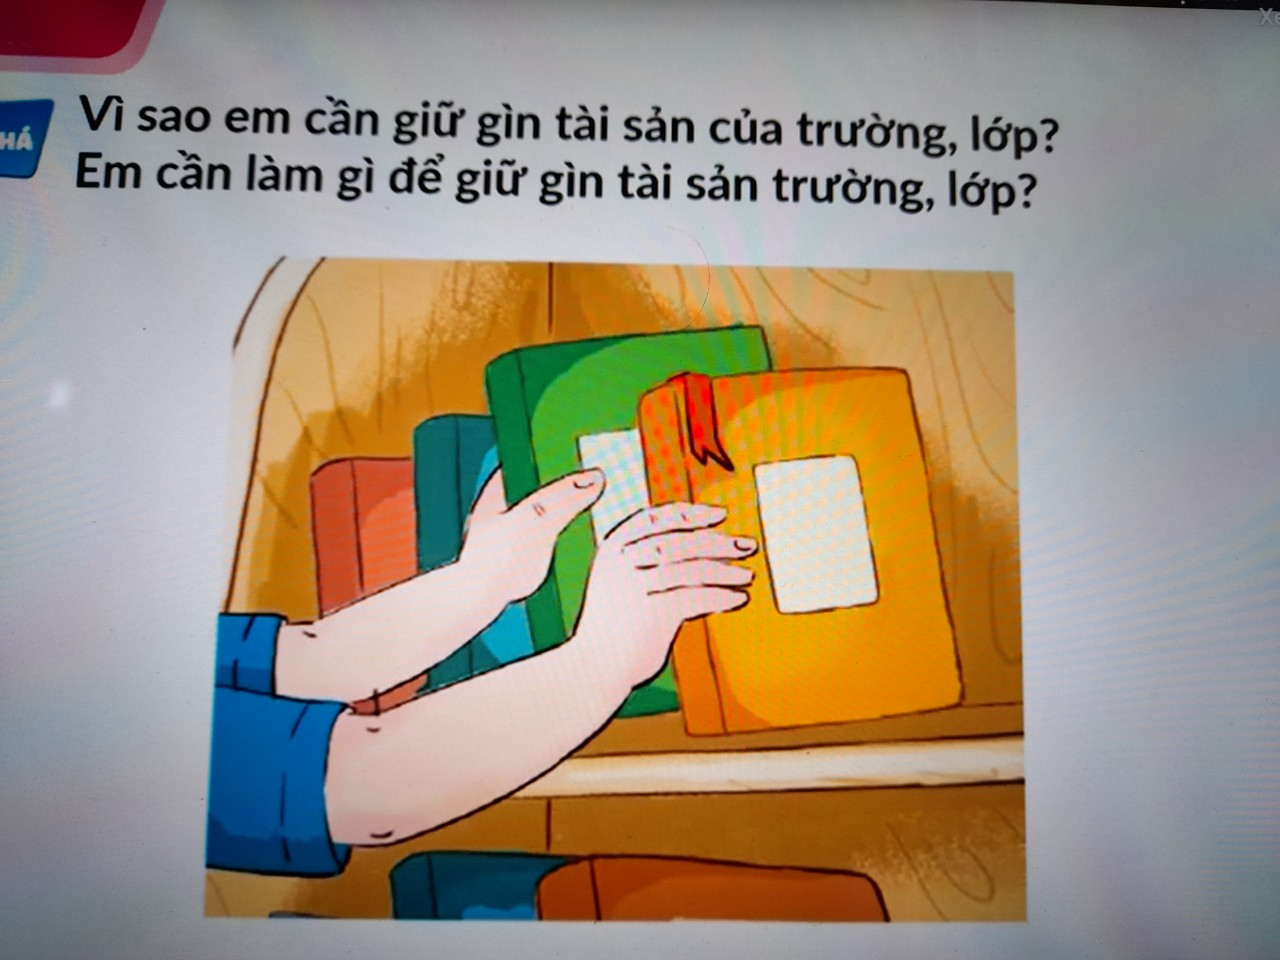 HÁ
Vì sao em cần giữ gìn tài sản của trường, lớp?
Em cần làm gì để giữ gìn tài sản trường, lớp?